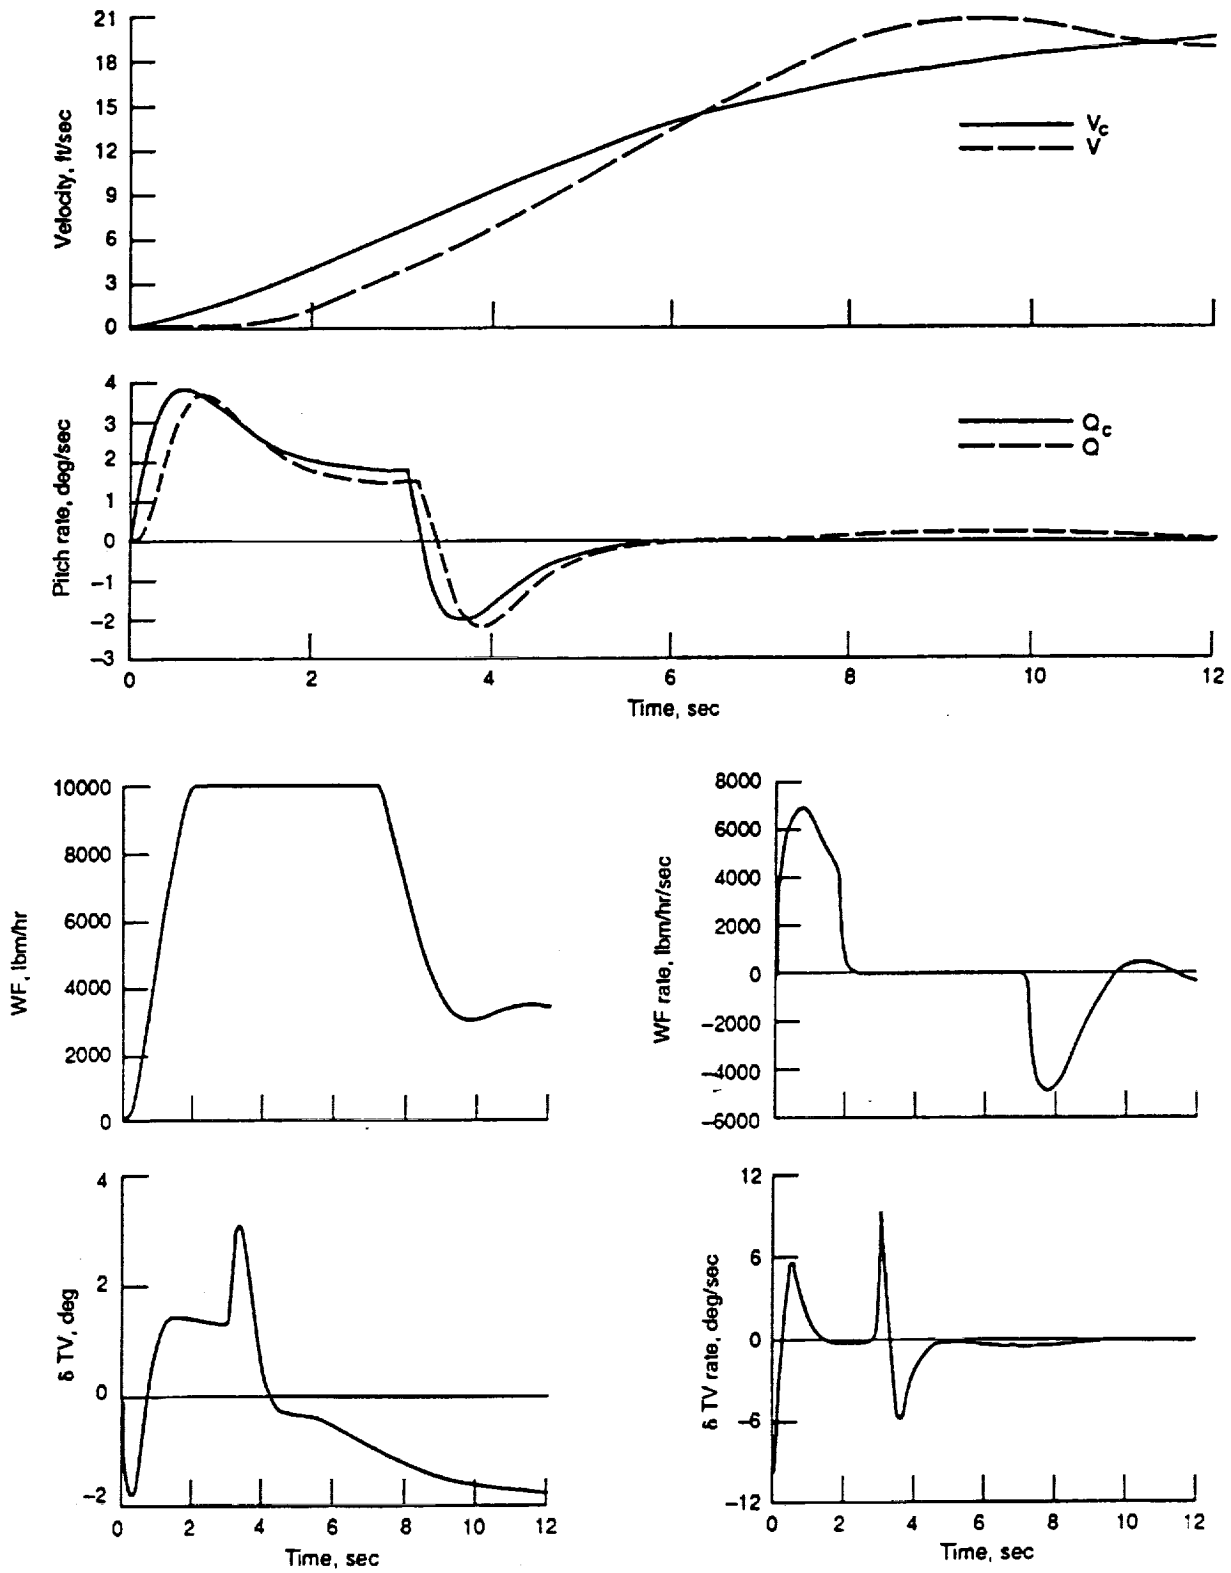 21
18
15
12
9
6
3
0
Velocity, ft/sec
Vc
V
4
3
2
1
0
−1
−2
−3
Pitch rate, deg/sec
Qc
Q
0 2 4 6 8 10 12
Time, sec
10000
8000
6000
4000
2000
0
WF, lbm/hr
8000
6000
4000
2000
0
−2000
−4000
−6000
WF rate, lbm/hr/sec
4
2
0
−2
δ TV, deg
0 2 4 6 8 10 12
Time, sec
12
6
0
−6
−12
δ TV rate, deg/sec
0 2 4 6 8 10 12
Time, sec